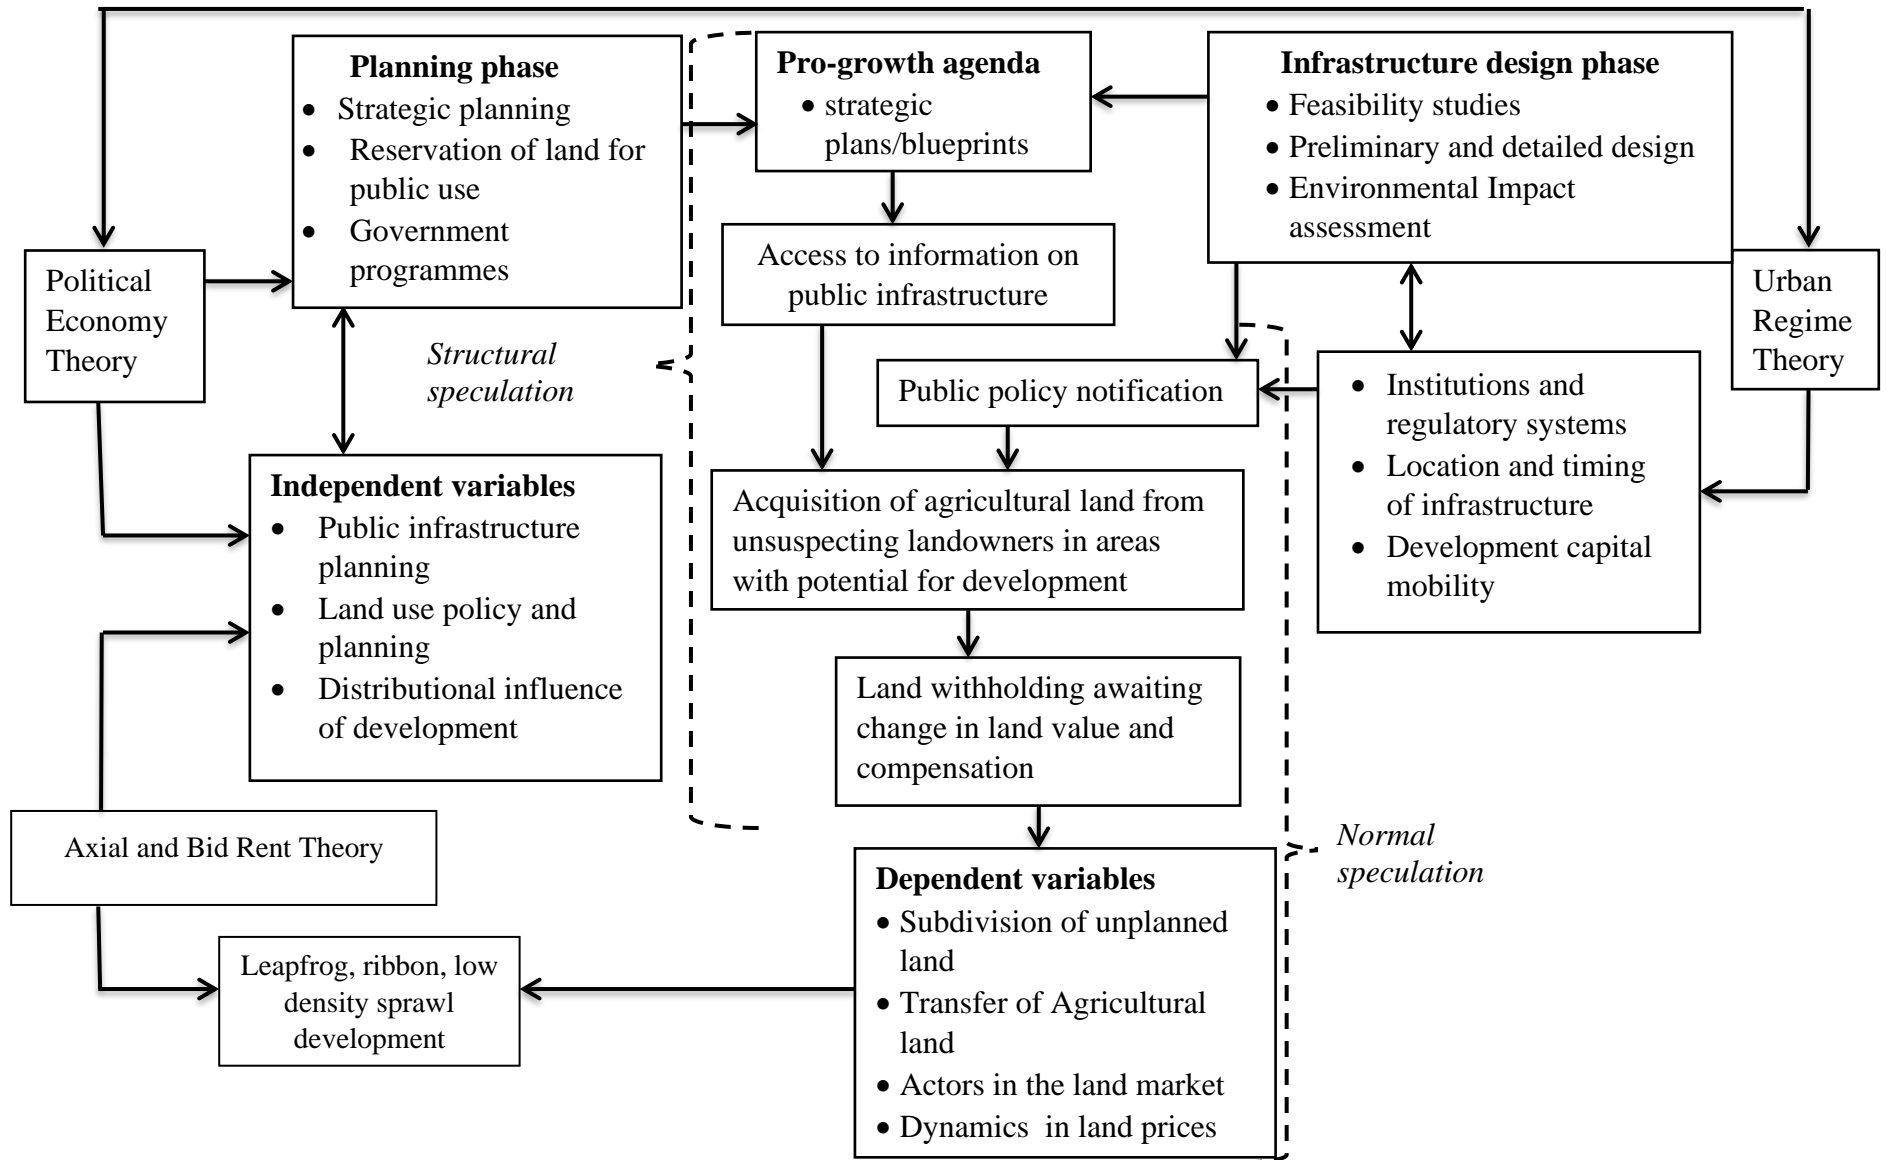 Planning phase
• Strategic planning
• Reservation of land for
public use
• Government
programmes
Pro-growth agenda
• strategic
plans/blueprints
Infrastructure design phase
• Feasibility studies
• Preliminary and detailed design
• Environmental Impact
assessment
Political
Economy
Theory
Access to information on
public infrastructure
Urban
Regime
Theory
Structural
speculation
Public policy notification
• Institutions and
regulatory systems
• Location and timing
of infrastructure
• Development capital
mobility
Independent variables
• Public infrastructure
planning
• Land use policy and
planning
• Distributional influence
of development
Acquisition of agricultural land from
unsuspecting landowners in areas
with potential for development
Land withholding awaiting
change in land value and
compensation
Axial and Bid Rent Theory
Normal
speculation
Dependent variables
• Subdivision of unplanned
land
• Transfer of Agricultural
land
• Actors in the land market
• Dynamics in land prices
Leapfrog, ribbon, low
density sprawl
development